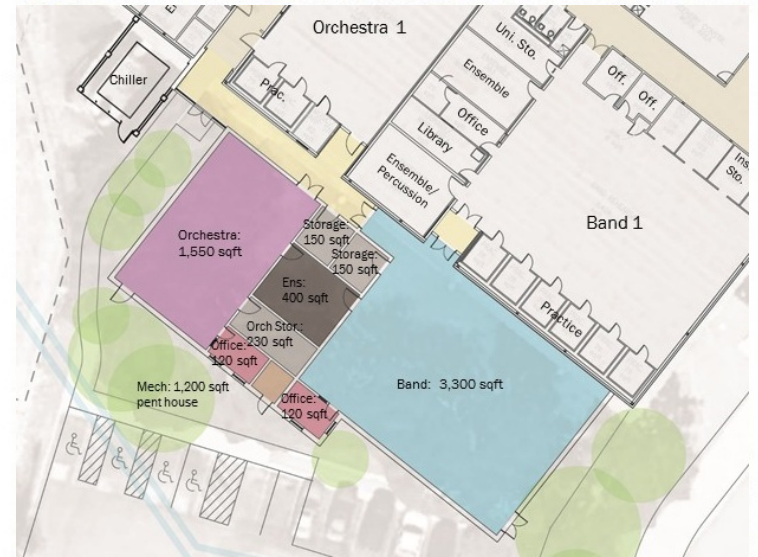 Orchestra 1
Uni. Sto.
Chiller
Prac.
Ensemble
Off.
Off.
Office
Library
Ins
Sto.
Ensemble/
Percussion
Band 1
Orchestra:
1,550 sqft
Storage:
150 sqft
Storage:
150 sqft
Ens:
400 sqft
Orch Stor.:
230 sqft
Practice
Office:
120 sqft
Mech: 1,200 sqft
pent house
Office:
120 sqft
Band: 3,300 sqft